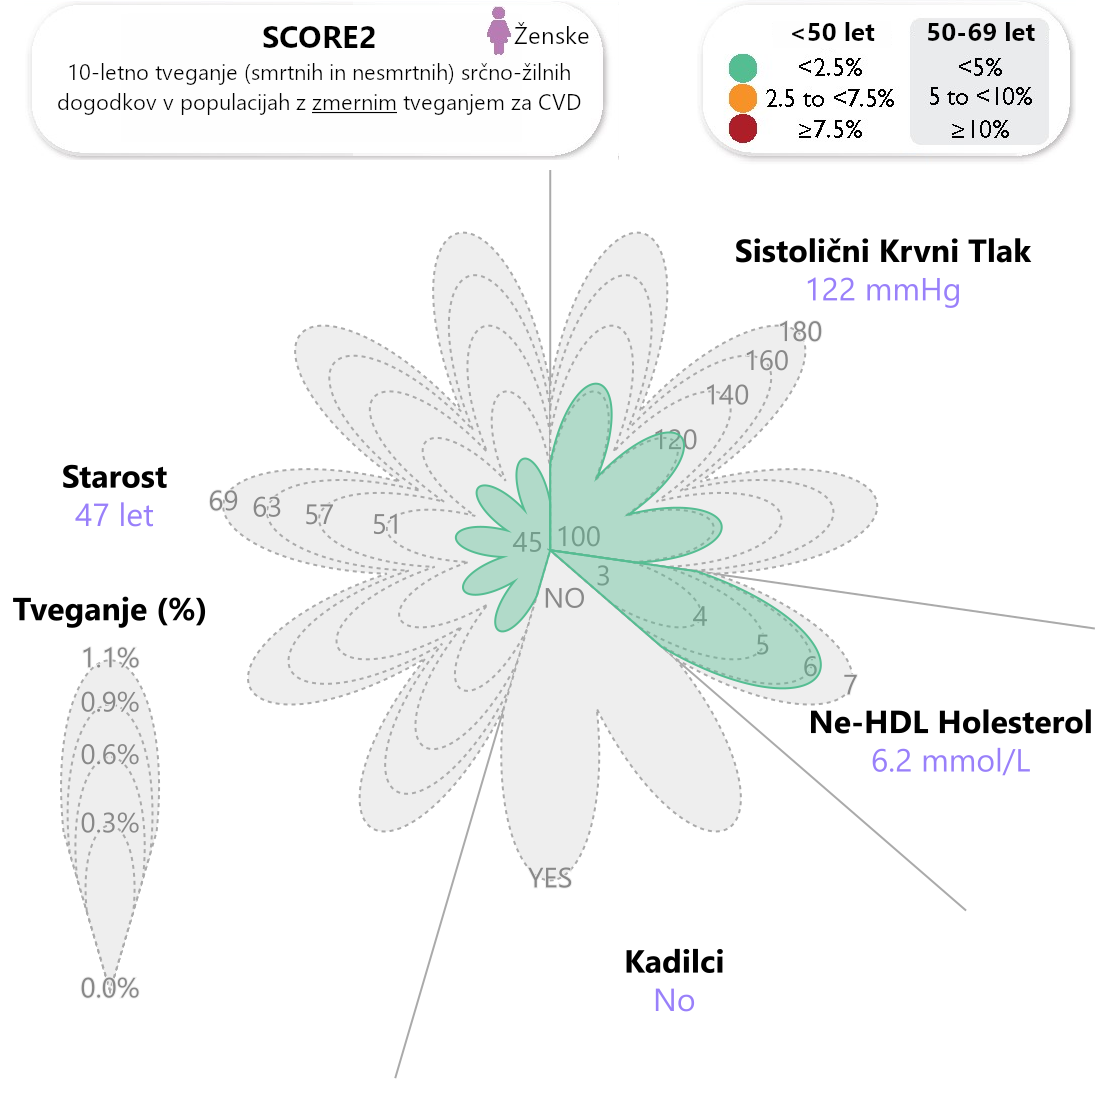 SCORE2
Ženske
10-letno tveganje (smrtnih in nesmrtnih) srčno-žilnih
dogodkov v populacijah z zmernim tveganjem za CVD
<50 let 50-69 let
<2.5% <5%
2.5 to <7.5% 5 to <10%
≥7.5% ≥10%
Sistolični Krvni Tlak
122 mmHg
180
160
140
120
100
Starost
47 let
69 63 57 51 45
3
4
5
6
7
NO
Tveganje (%)
1.1%
0.9%
0.6%
0.3%
0.0%
Ne-HDL Holesterol
6.2 mmol/L
YES
Kadilci
No